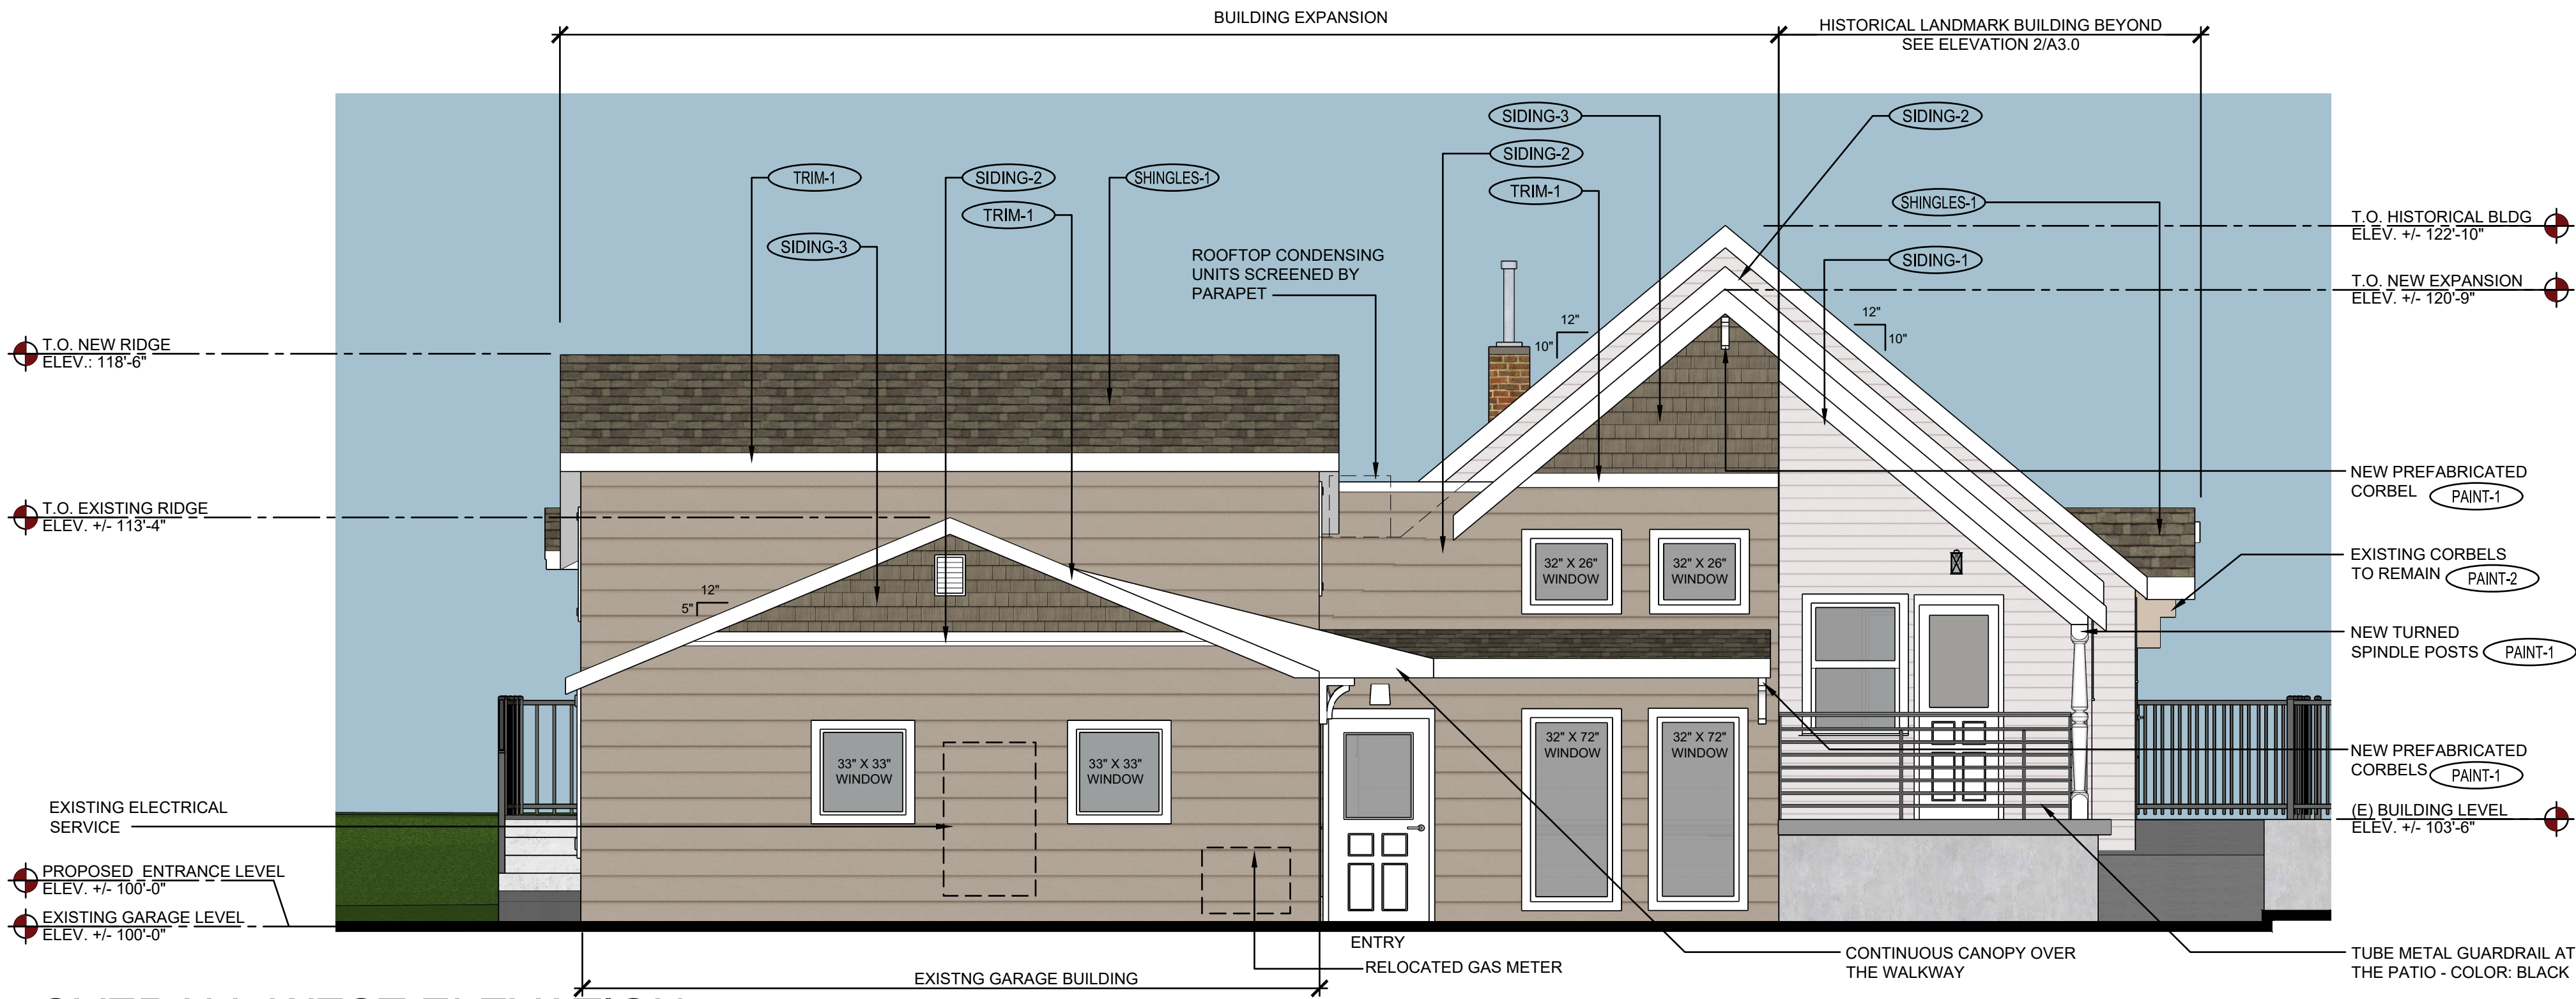 BUILDING EXPANSION
HISTORICAL LANDMARK BUILDING BEYOND
SEE ELEVATION 2/A3.0
SIDING-3
SIDING-2
SIDING-2
TRIM-1
SIDING-2
SHINGLES-1
TRIM-1
SHINGLES-1
TRIM-1
SIDING-3
SIDING-1
T.O. HISTORICAL BLDG
ELEV. +/- 122'-10"
ROOFTOP CONDENSING
UNITS SCREENED BY
PARAPET
T.O. NEW EXPANSION
ELEV. +/- 120'-9"
12"
10"
12"
10"
T.O. NEW RIDGE
ELEV.: 118'-6"
NEW PREFABRICATED
CORBEL PAINT-1
T.O. EXISTING RIDGE
ELEV. +/- 113'-4"
EXISTING CORBELS
TO REMAIN PAINT-2
32" X 26"
WINDOW
32" X 26"
WINDOW
12"
5"
NEW TURNED
SPINDLE POSTS PAINT-1
32" X 72"
WINDOW
32" X 72"
WINDOW
33" X 33"
WINDOW
33" X 33"
WINDOW
NEW PREFABRICATED
CORBELS PAINT-1
EXISTING ELECTRICAL
SERVICE
(E) BUILDING LEVEL
ELEV. +/- 103'-6"
PROPOSED ENTRANCE LEVEL
ELEV. +/- 100'-0"
EXISTING GARAGE LEVEL
ELEV. +/- 100'-0"
ENTRY
RELOCATED GAS METER
EXISTNG GARAGE BUILDING
CONTINUOUS CANOPY OVER
THE WALKWAY
TUBE METAL GUARDRAIL AT
THE PATIO - COLOR: BLACK